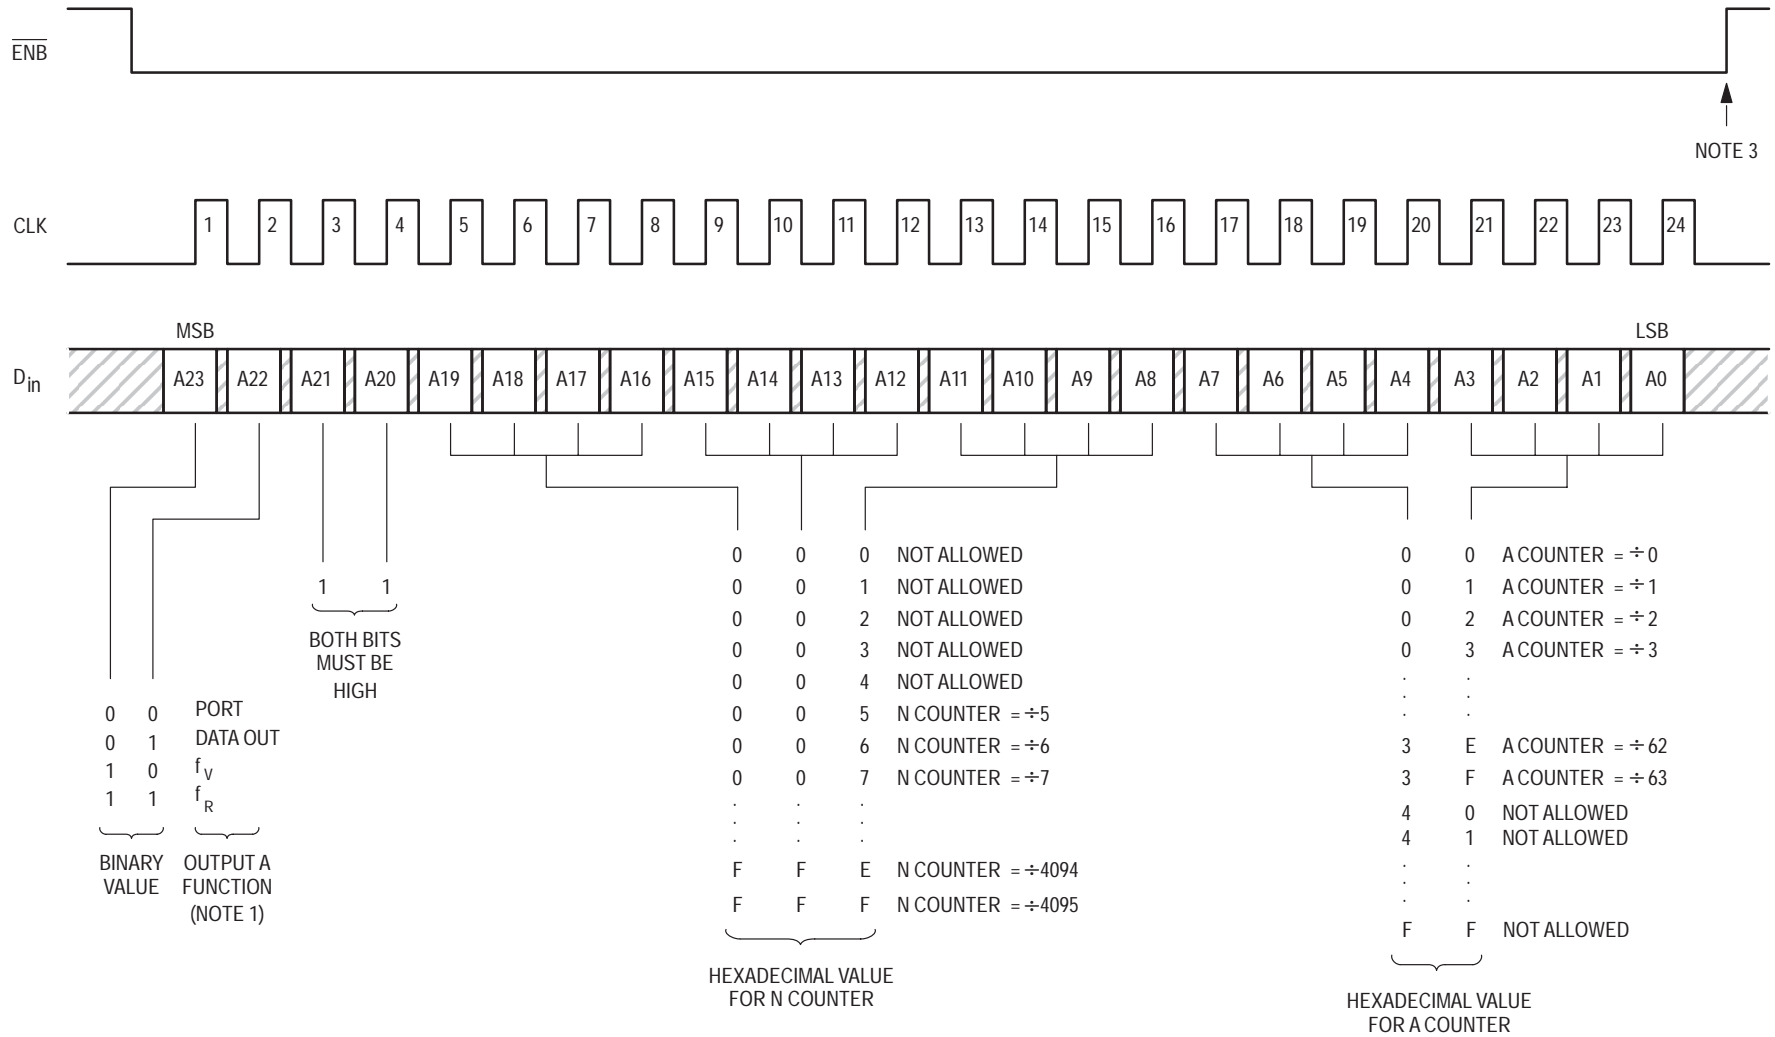 ENB
NOTE 3
CLK 1 2 3 4 5 6 7 8 9 10 11 12 13 14 15 16 17 18 19 20 21 22 23 24
MSB LSB
Din A23 A22 A21 A20 A19 A18 A17 A16 A15 A14 A13 A12 A11 A10 A9 A8 A7 A6 A5 A4 A3 A2 A1 A0
1 1
BOTH BITS
MUST BE
HIGH
0 0 PORT
0 1 DATA OUT
1 0 fV
1 1 fR
BINARY
VALUE
OUTPUT A
FUNCTION
(NOTE 1)
0 0 0 NOT ALLOWED
0 0 1 NOT ALLOWED
0 0 2 NOT ALLOWED
0 0 3 NOT ALLOWED
0 0 4 NOT ALLOWED
0 0 5 N COUNTER = ÷5
0 0 6 N COUNTER = ÷6
0 0 7 N COUNTER = ÷7
. . .
. . .
. . .
F F E N COUNTER = ÷4094
F F F N COUNTER = ÷4095
HEXADECIMAL VALUE
FOR N COUNTER
0 0 A COUNTER = ÷0
0 1 A COUNTER = ÷1
0 2 A COUNTER = ÷2
0 3 A COUNTER = ÷3
. .
. .
. .
3 E A COUNTER = ÷62
3 F A COUNTER = ÷63
4 0 NOT ALLOWED
4 1 NOT ALLOWED
. .
. .
. .
F F NOT ALLOWED
HEXADECIMAL VALUE
FOR A COUNTER